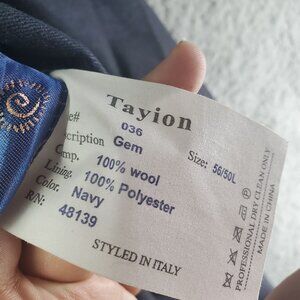 Tayion
036
scription Gem
Comp. 100% wool
Lining: 100% Polyester
Color: Navy
R/N: 48139
Size: 56/50L
STYLED IN ITALY
PROFESSIONAL DRY CLEAN ONLY
MADE IN CHINA